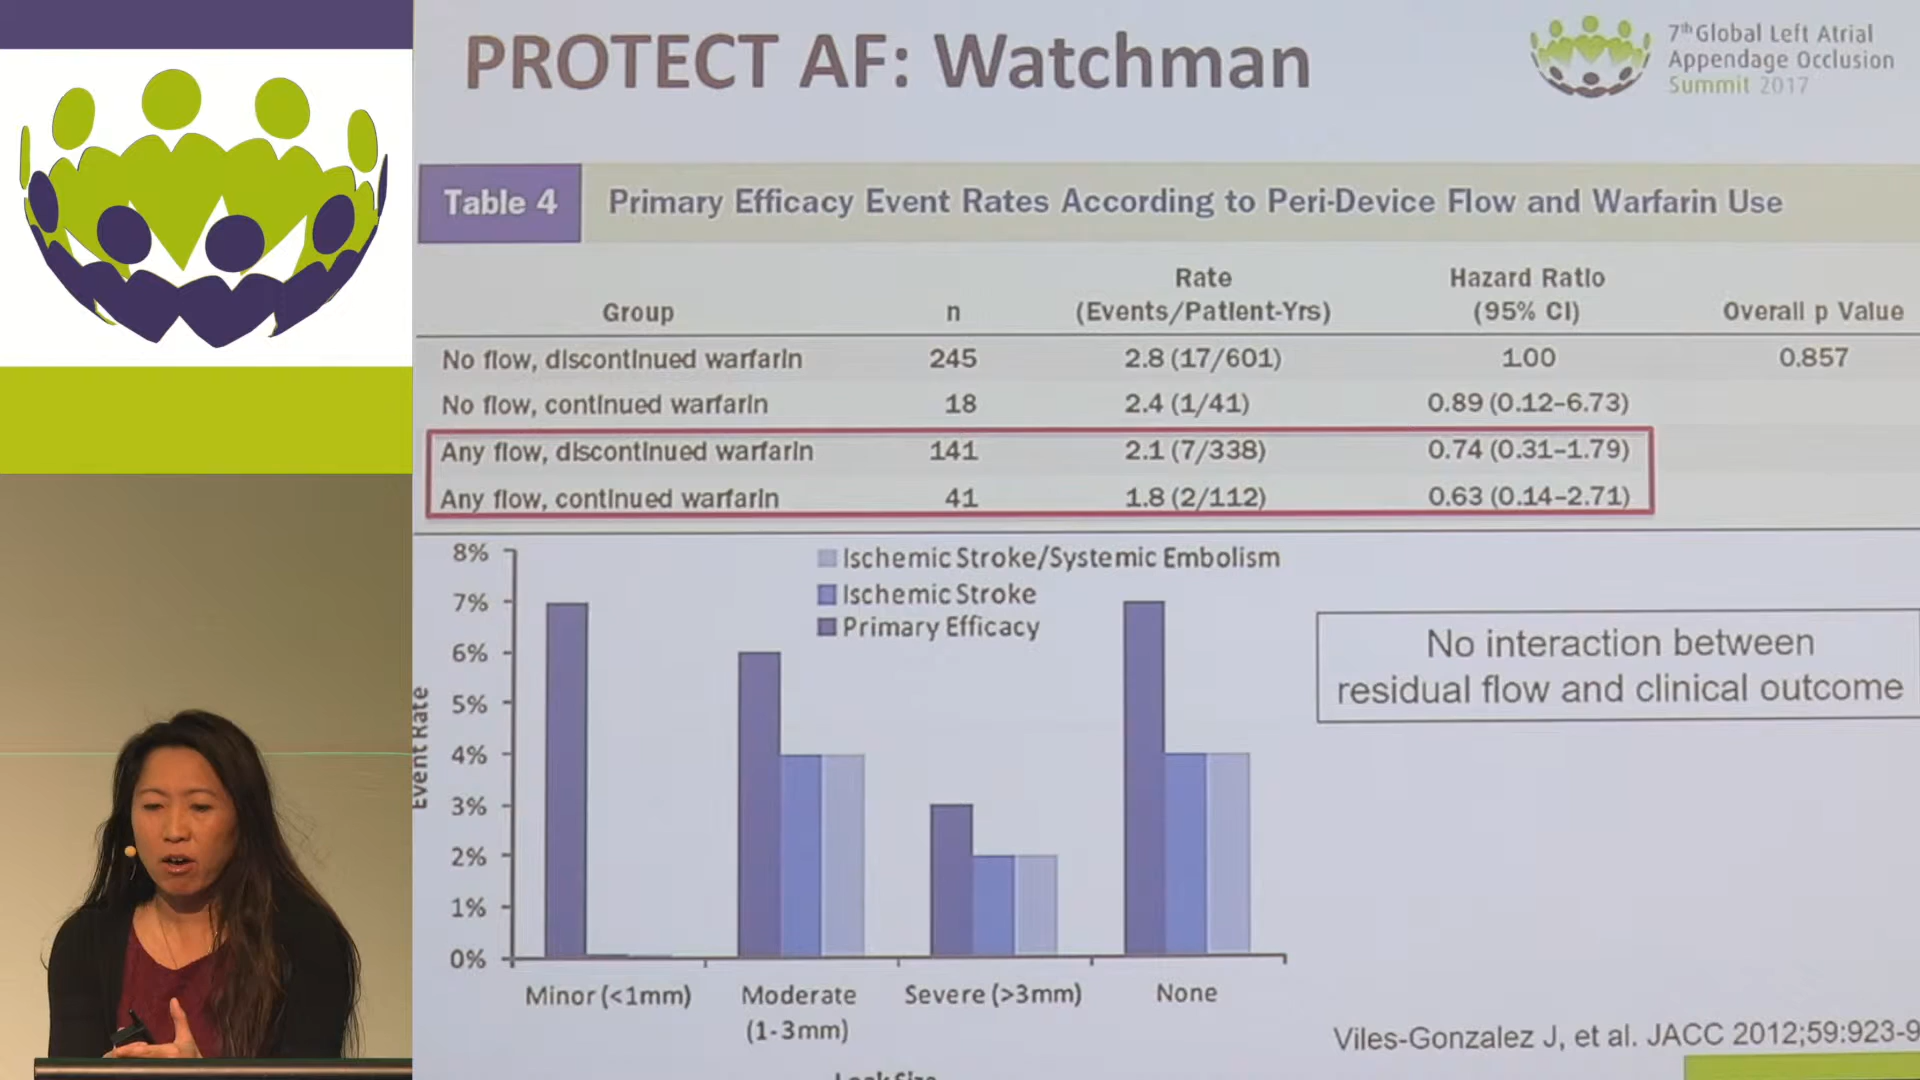 PROTECT AF: Watchman
7th Global Left Atrial
Appendage Occlusion
Summit 2017
Table 4 Primary Efficacy Event Rates According to Peri-Device Flow and Warfarin Use
Group n Rate (Events/Patient-Yrs) Hazard Ratio (95% CI) Overall p Value
No flow, discontinued warfarin 245 2.8 (17/601) 1.00 0.857
No flow, continued warfarin 18 2.4 (1/41) 0.89 (0.12–6.73)
Any flow, discontinued warfarin 141 2.1 (7/338) 0.74 (0.31–1.79)
Any flow, continued warfarin 41 1.8 (2/112) 0.63 (0.14–2.71)
Event Rate
8%
7%
6%
5%
4%
3%
2%
1%
0%
Ischemic Stroke/Systemic Embolism
Ischemic Stroke
Primary Efficacy
Minor (<1mm)
Moderate
(1-3mm)
Severe (>3mm)
None
Leak Size
No interaction between
residual flow and clinical outcome
Viles-Gonzalez J, et al. JACC 2012;59:923-9